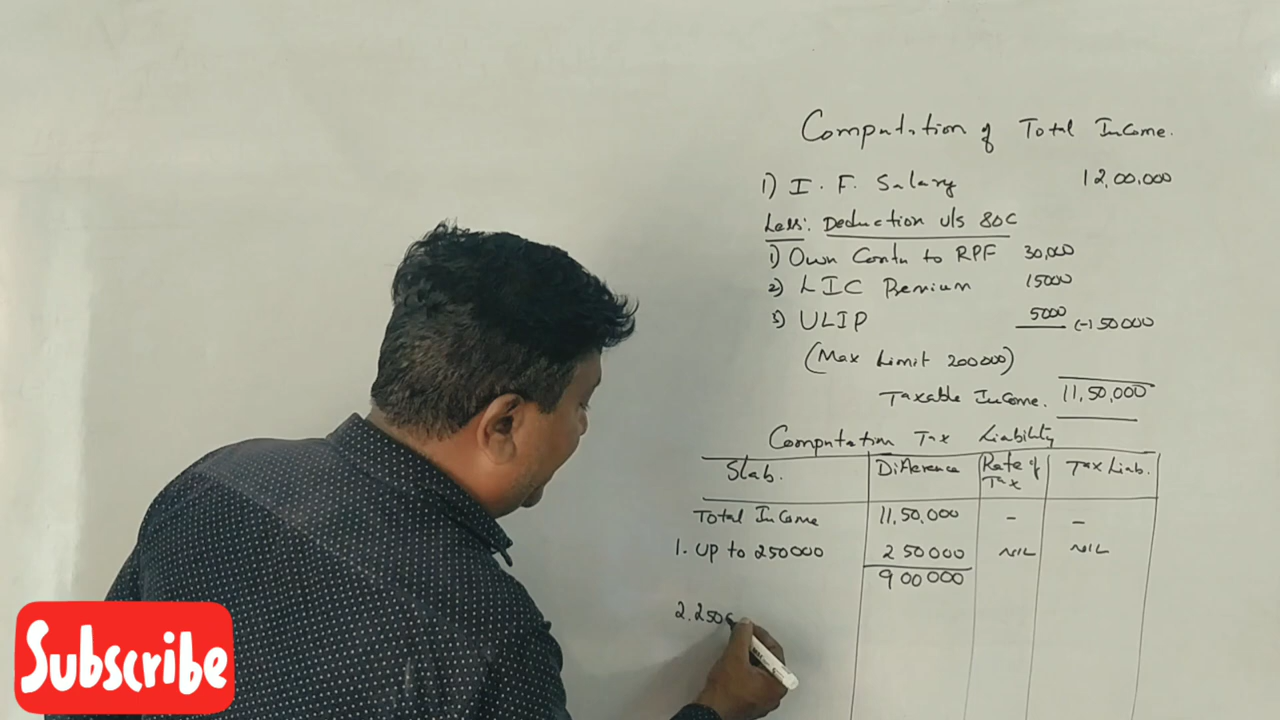 Computation of Total Income.
1) I. F. Salary 12,00,000
Less: Deduction u/s 80C
1) Own Contn to RPF 30,000
2) LIC Premium 15000
3) ULIP 5000 (-) 50000
(Max Limit 200000)
Taxable Income. 11,50,000
Computation Tax Liability
Slab. Difference Rate of Tax Tax Liab.
Total Income 11,50,000 - -
1. Up to 250000 250000 NIL NIL
900000
2. 250
Subscribe